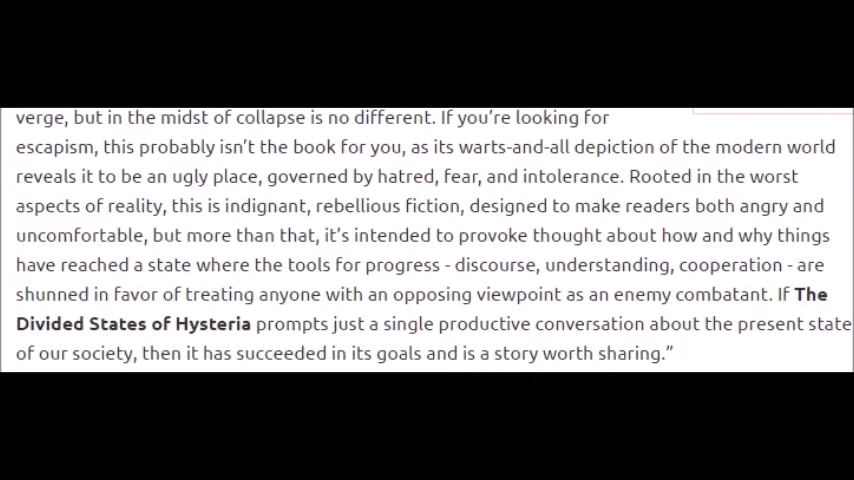 verge, but in the midst of collapse is no different. If you’re looking for
escapism, this probably isn’t the book for you, as its warts-and-all depiction of the modern world
reveals it to be an ugly place, governed by hatred, fear, and intolerance. Rooted in the worst
aspects of reality, this is indignant, rebellious fiction, designed to make readers both angry and
uncomfortable, but more than that, it’s intended to provoke thought about how and why things
have reached a state where the tools for progress - discourse, understanding, cooperation - are
shunned in favor of treating anyone with an opposing viewpoint as an enemy combatant. If The
Divided States of Hysteria prompts just a single productive conversation about the present state
of our society, then it has succeeded in its goals and is a story worth sharing.”